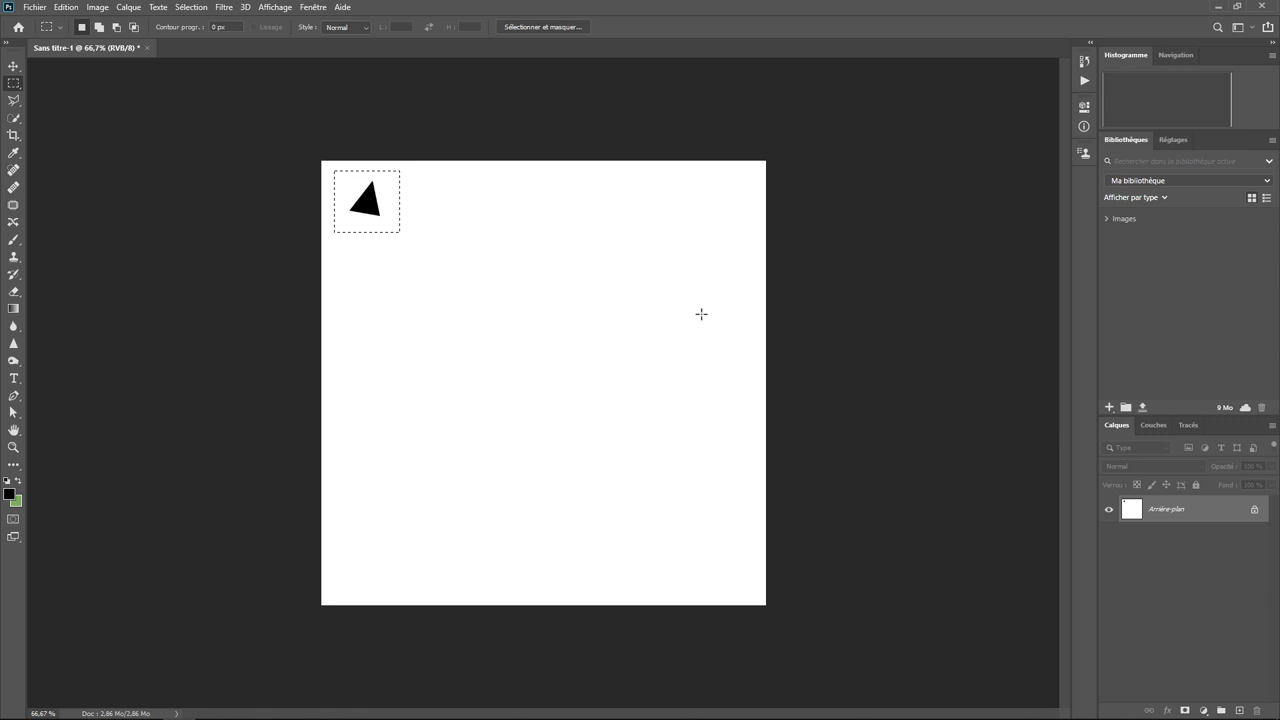 Ps Fichier Edition Image Calque Texte Sélection Filtre 3D Affichage Fenêtre Aide
Contour progr. : 0 px Lissage Style : Normal L : H : Sélectionner et masquer...
Sans titre-1 @ 66,7% (RVB/8) * ×
Histogramme Navigation
Bibliothèques Réglages
Rechercher dans la bibliothèque active
Ma bibliothèque
Afficher par type
Images
9 Mo
Calques Couches Tracés
Type
Normal Opacité : 100 %
Verrou : Fond : 100 %
Arrière-plan
fx
66,67 % Doc : 2,86 Mo/2,86 Mo